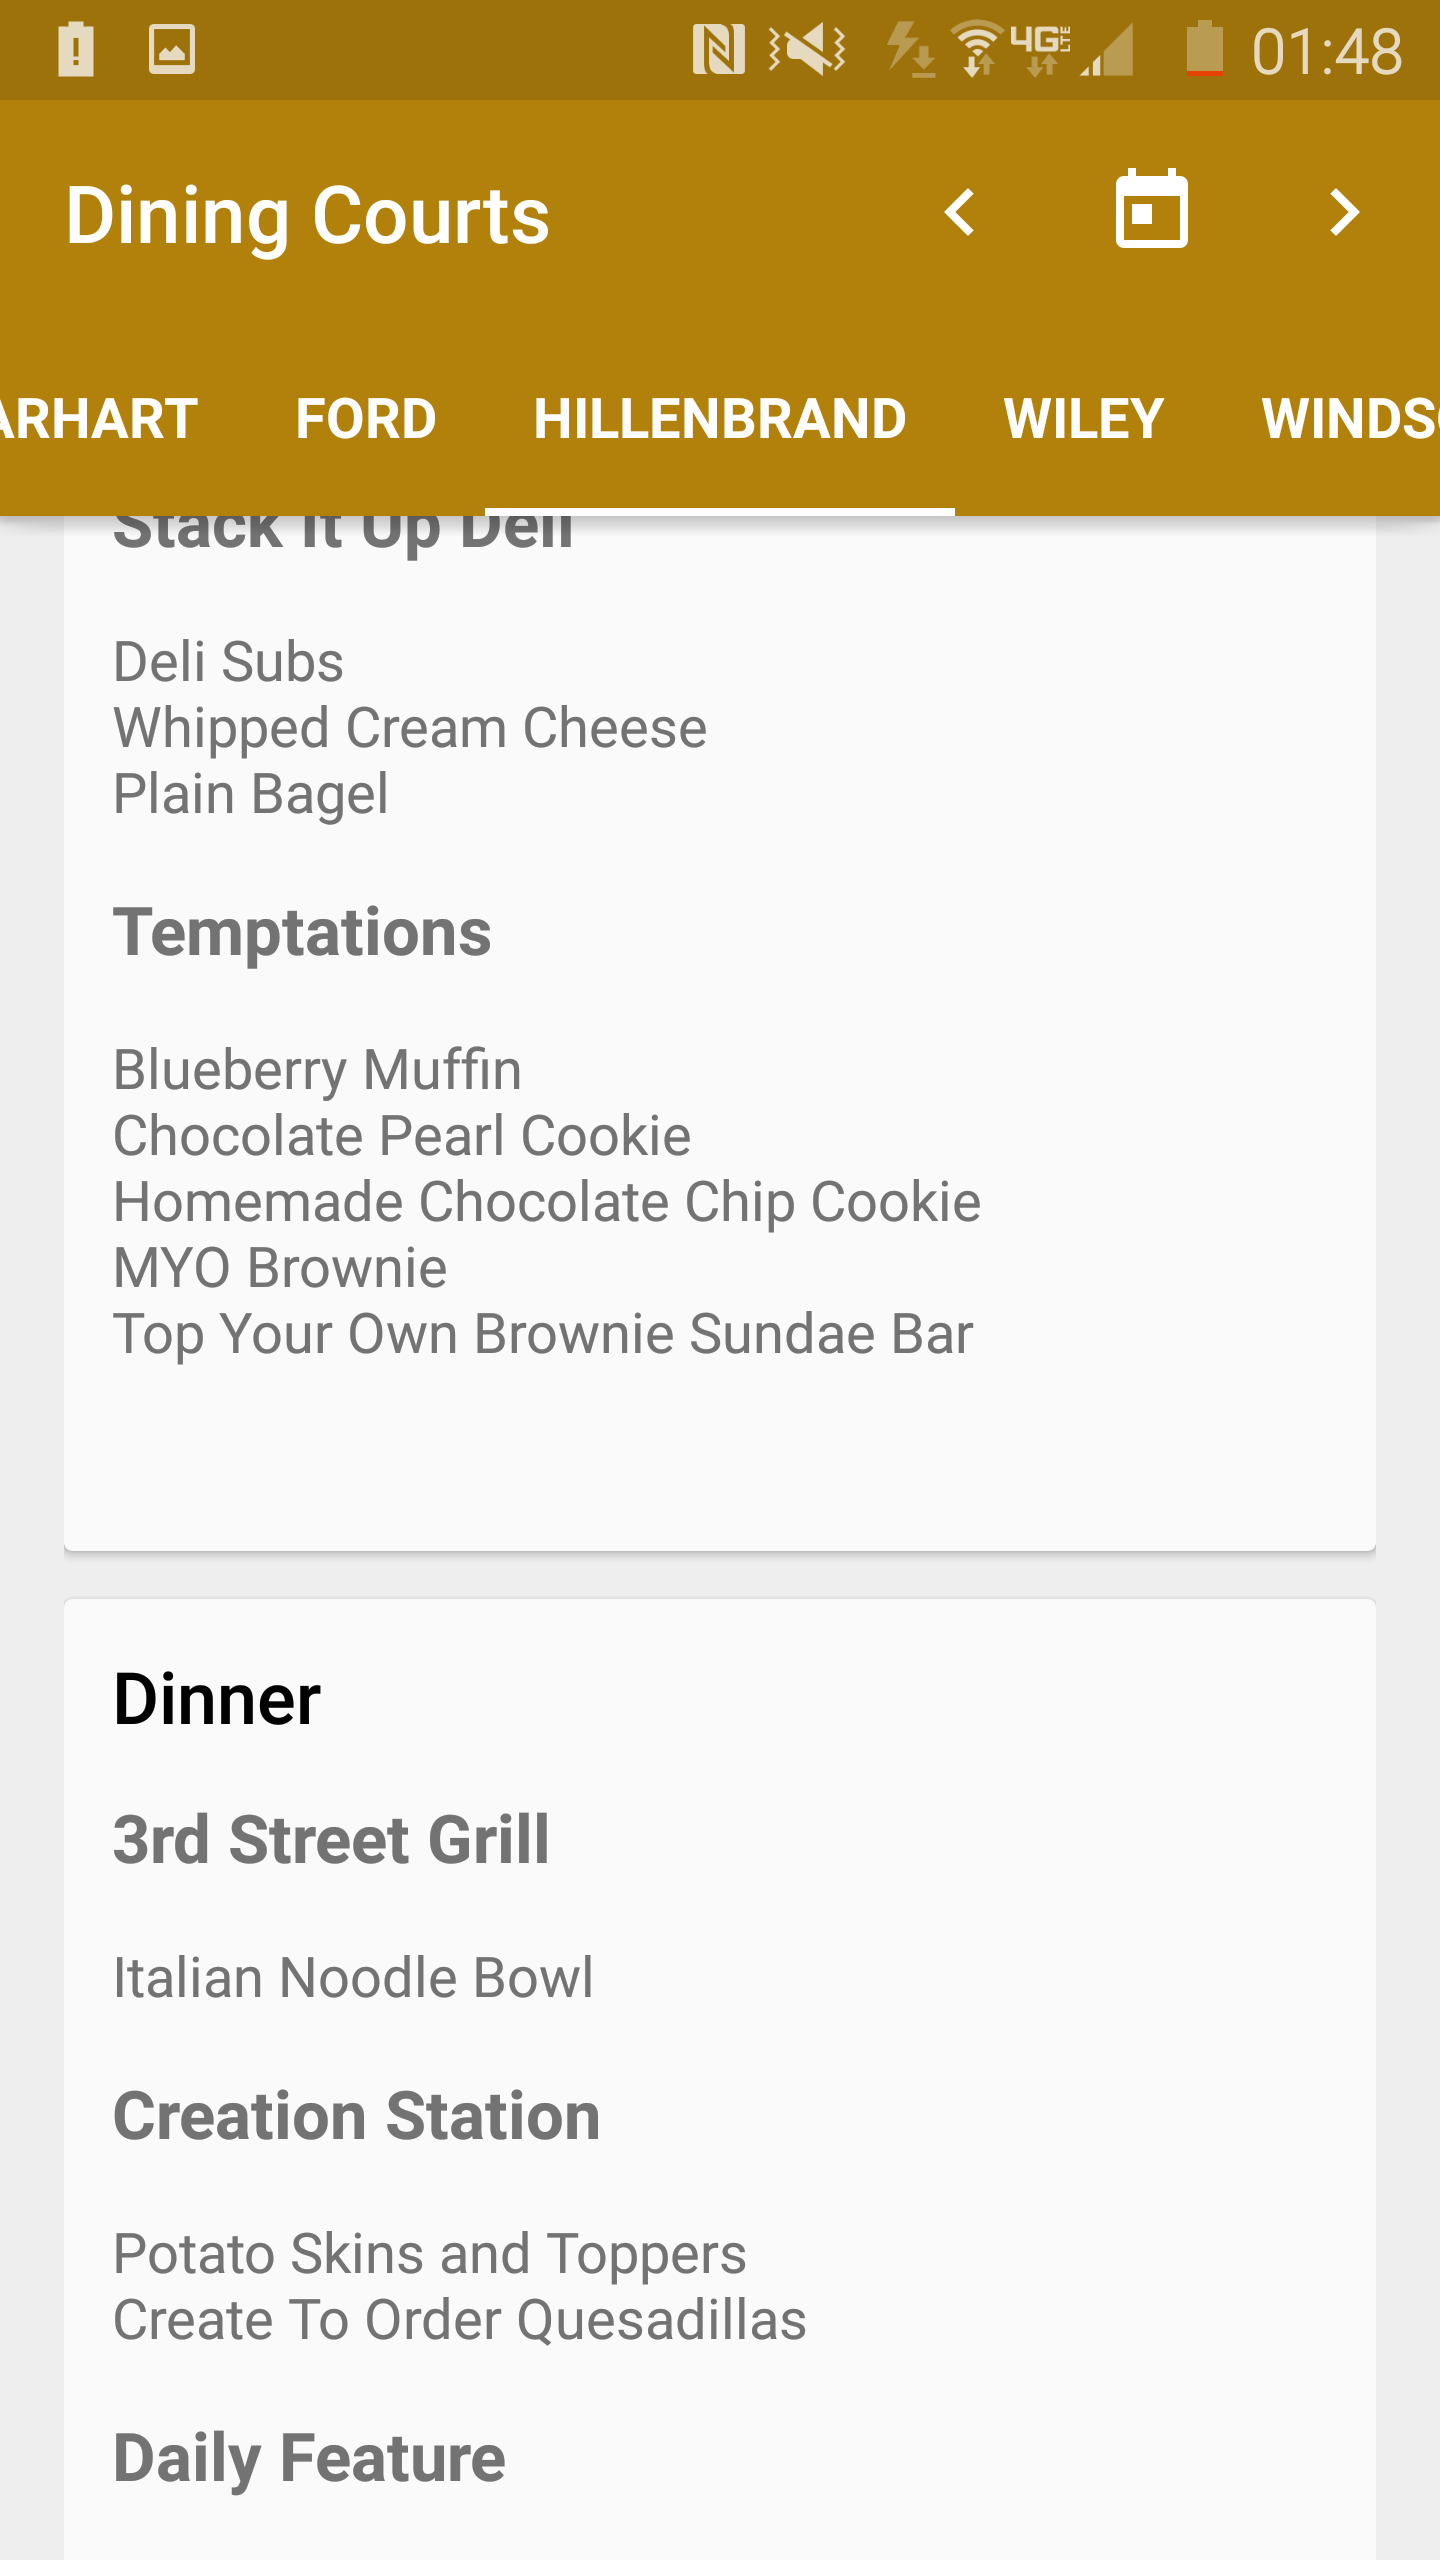 4G LTE 01:48
Dining Courts
ARHART FORD HILLENBRAND WILEY WINDS
Stack It Up Deli
Deli Subs
Whipped Cream Cheese
Plain Bagel
Temptations
Blueberry Muffin
Chocolate Pearl Cookie
Homemade Chocolate Chip Cookie
MYO Brownie
Top Your Own Brownie Sundae Bar
Dinner
3rd Street Grill
Italian Noodle Bowl
Creation Station
Potato Skins and Toppers
Create To Order Quesadillas
Daily Feature